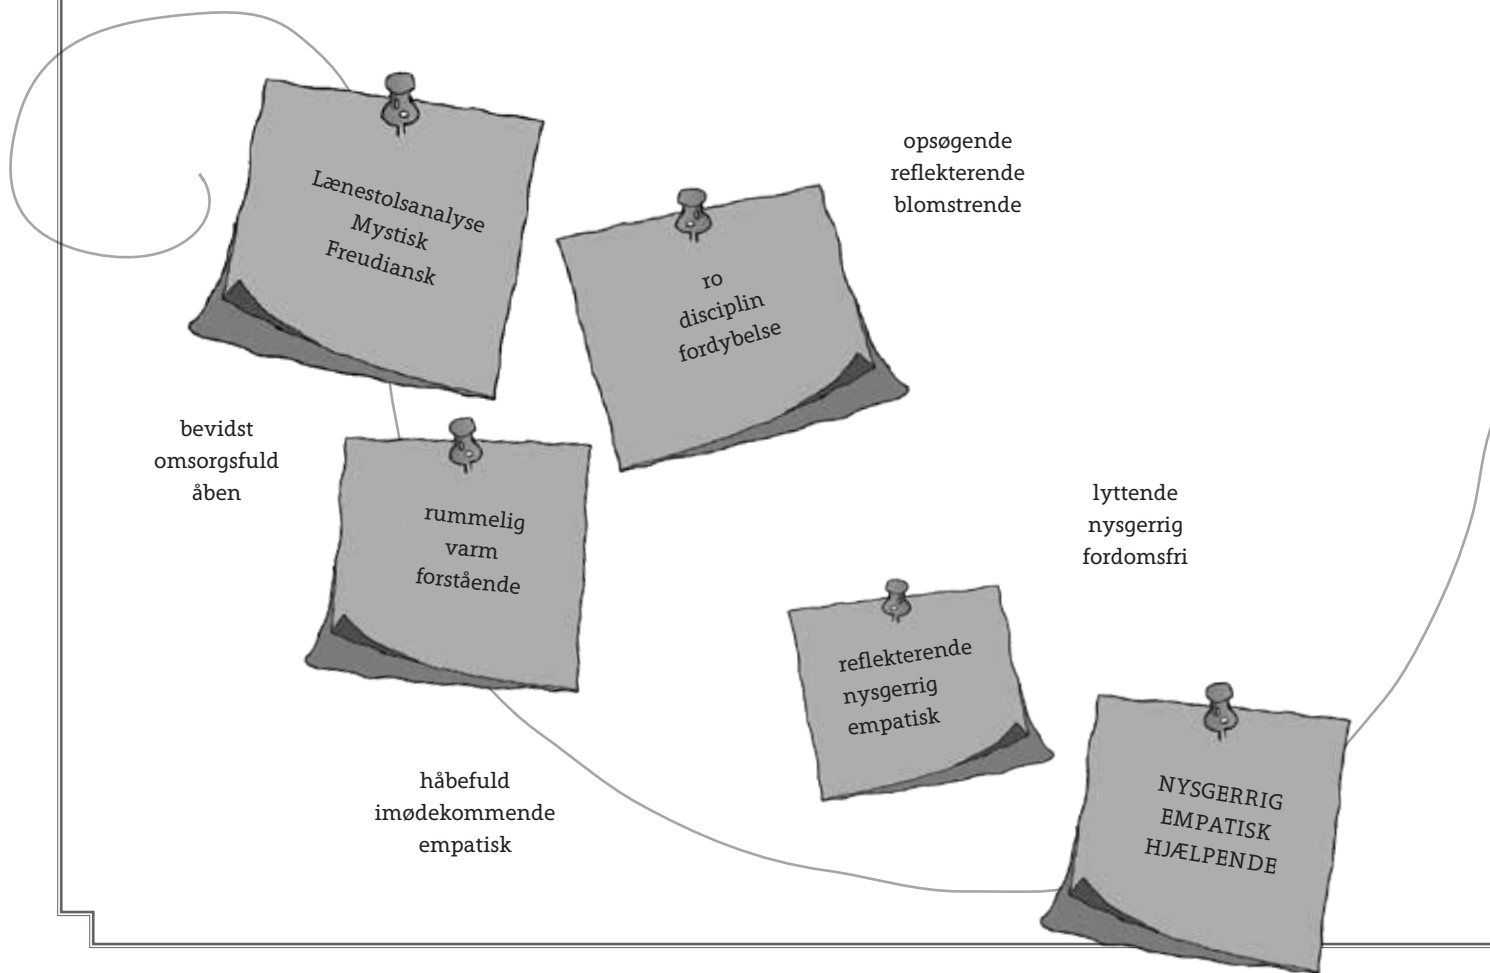 Lænestolsanalyse
Mystisk
Freudiansk
opsøgende
reflekterende
blomstrende
ro
disciplin
fordybelse
bevidst
omsorgsfuld
åben
rummelig
varm
forstående
lyttende
nysgerrig
fordomsfri
reflekterende
nysgerrig
empatisk
håbefuld
imødekommende
empatisk
NYSGERRIG
EMPATISK
HJÆLPENDE